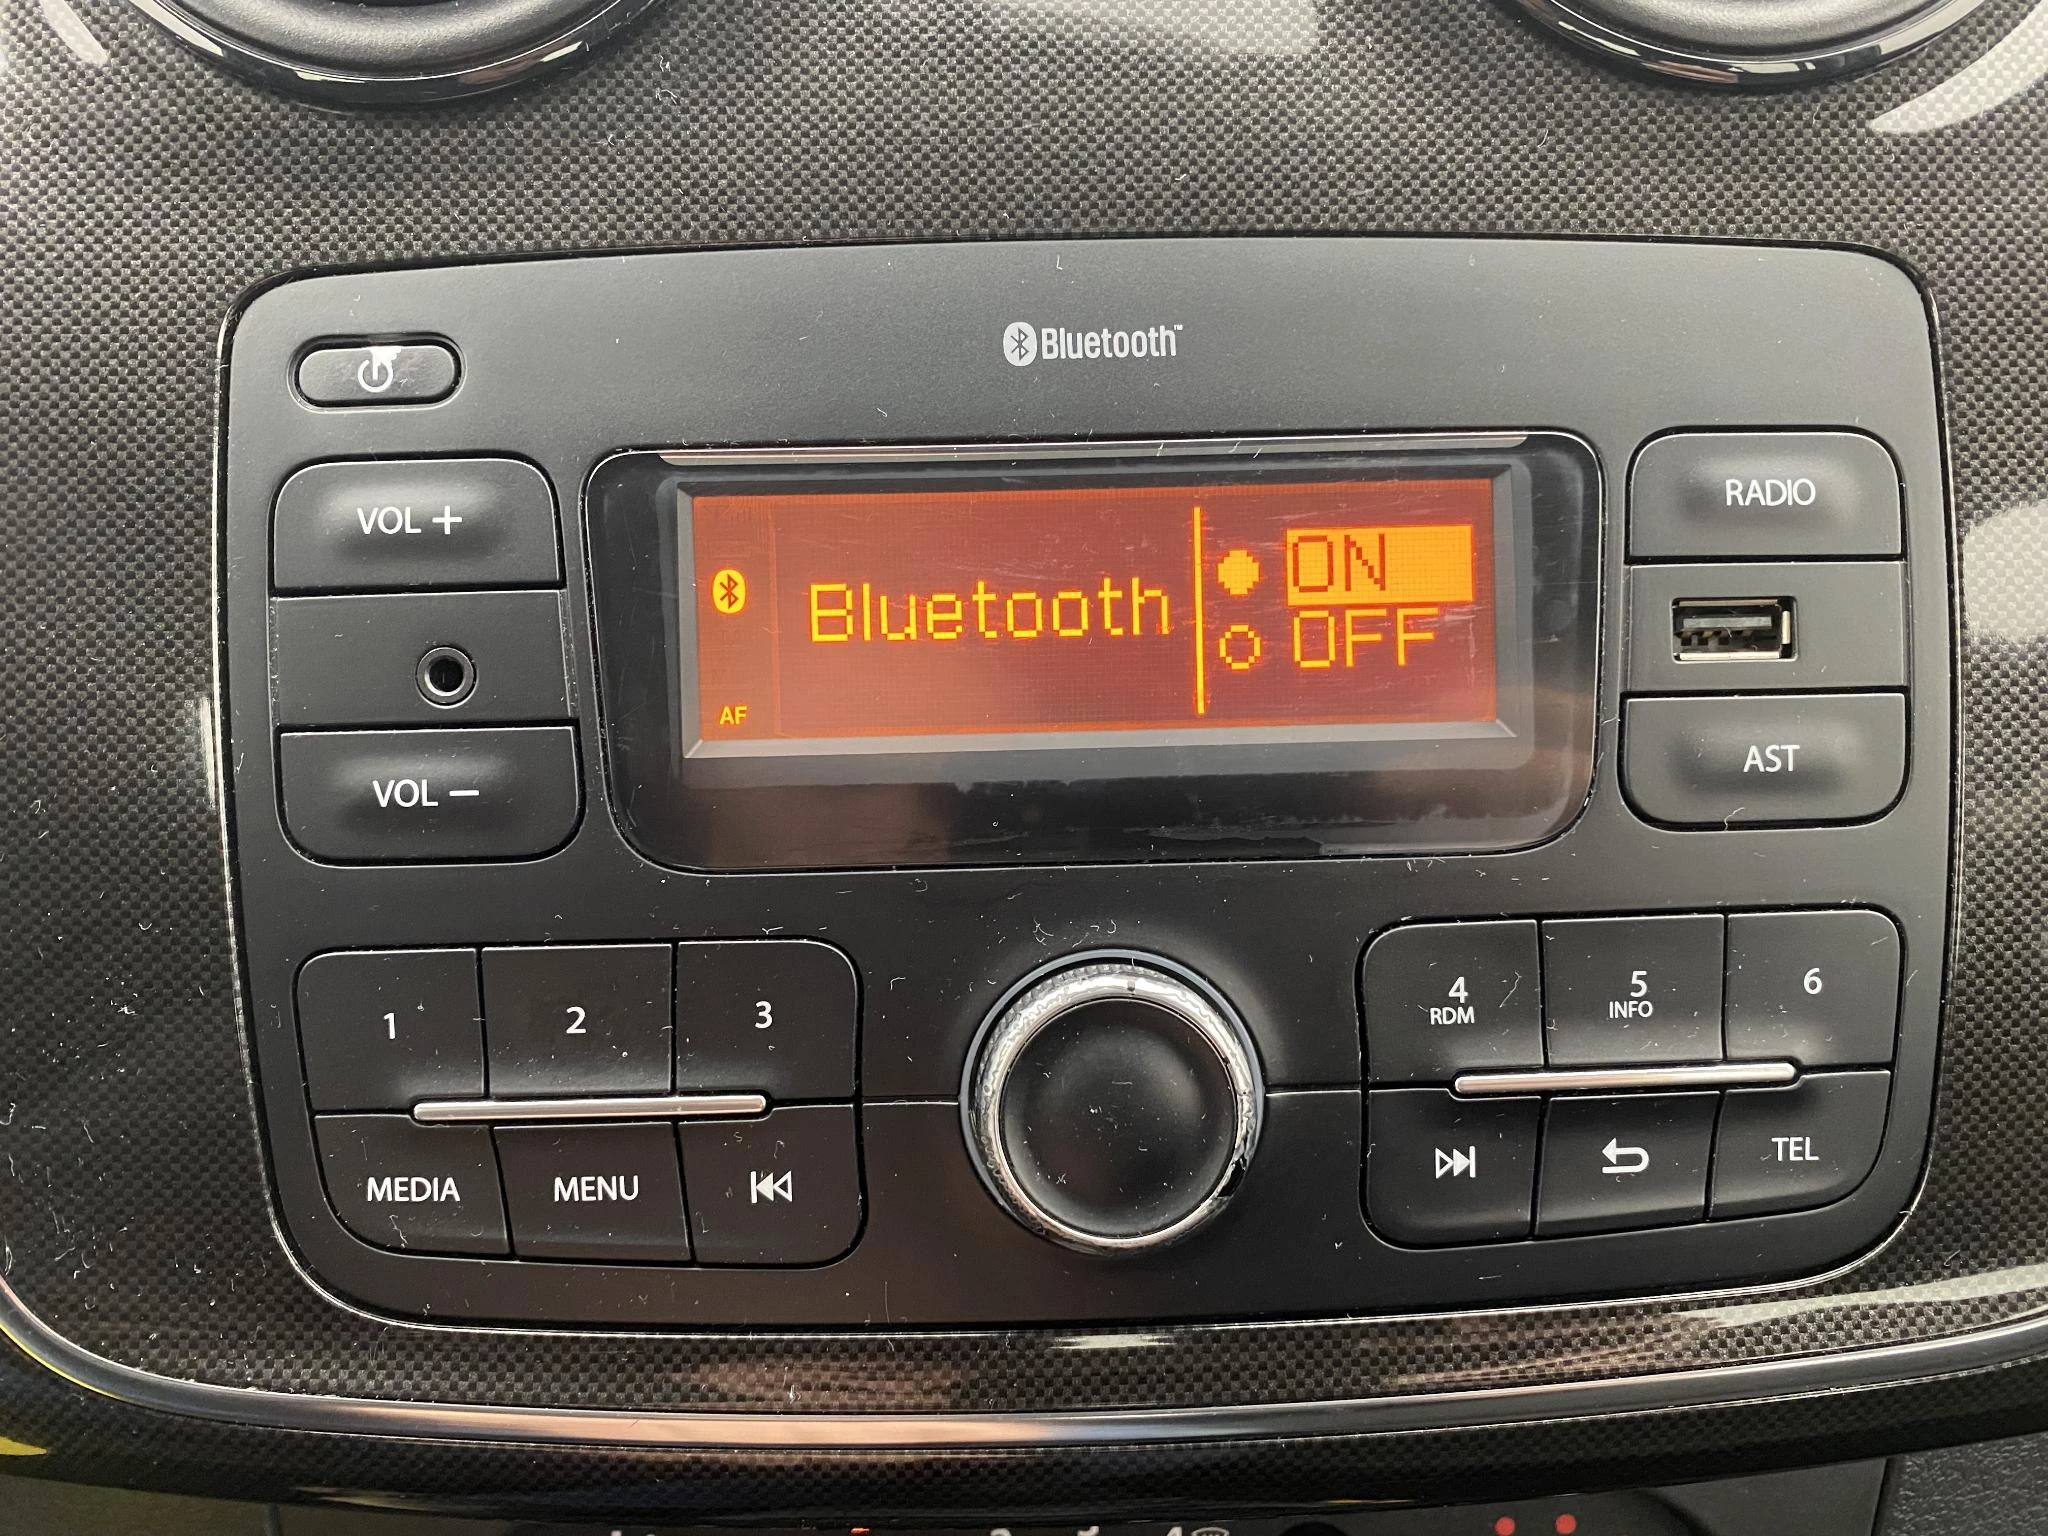 Bluetooth™
VOL +
RADIO
Bluetooth
ON
OFF
AF
VOL −
AST
1
2
3
4
RDM
5
INFO
6
MEDIA
MENU
TEL